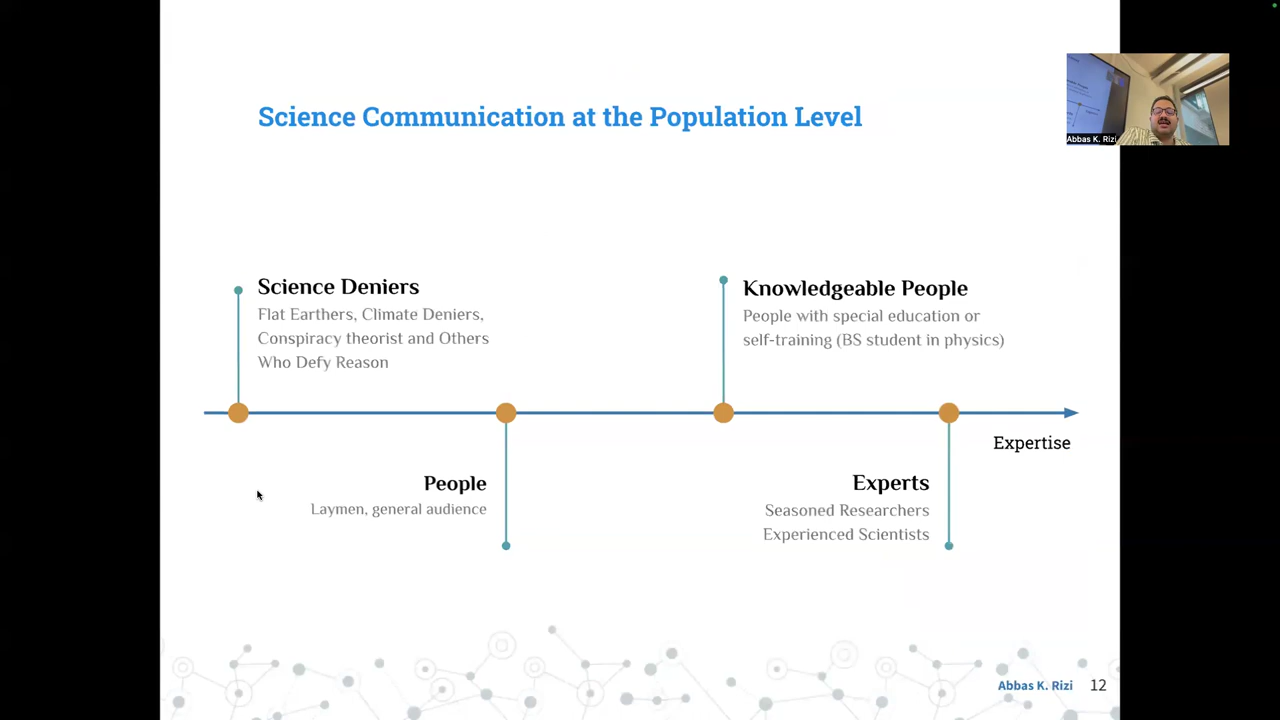 Science Communication at the Population Level
Abbas K. Rizi
Science Deniers
Flat Earthers, Climate Deniers,
Conspiracy theorist and Others
Who Defy Reason
Knowledgeable People
People with special education or
self-training (BS student in physics)
Expertise
People
Laymen, general audience
Experts
Seasoned Researchers
Experienced Scientists
Abbas K. Rizi 12